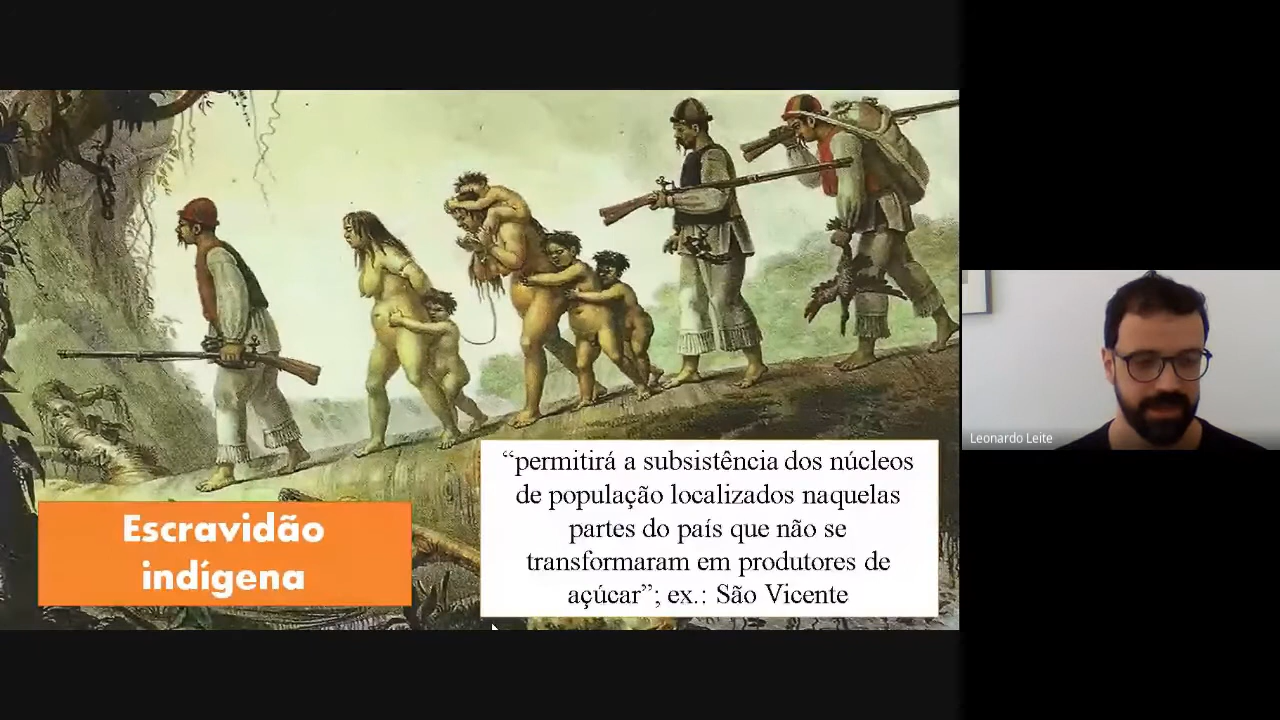 Escravidão
indígena
“permitirá a subsistência dos núcleos
de população localizados naquelas
partes do país que não se
transformaram em produtores de
açúcar”; ex.: São Vicente
Leonardo Leite